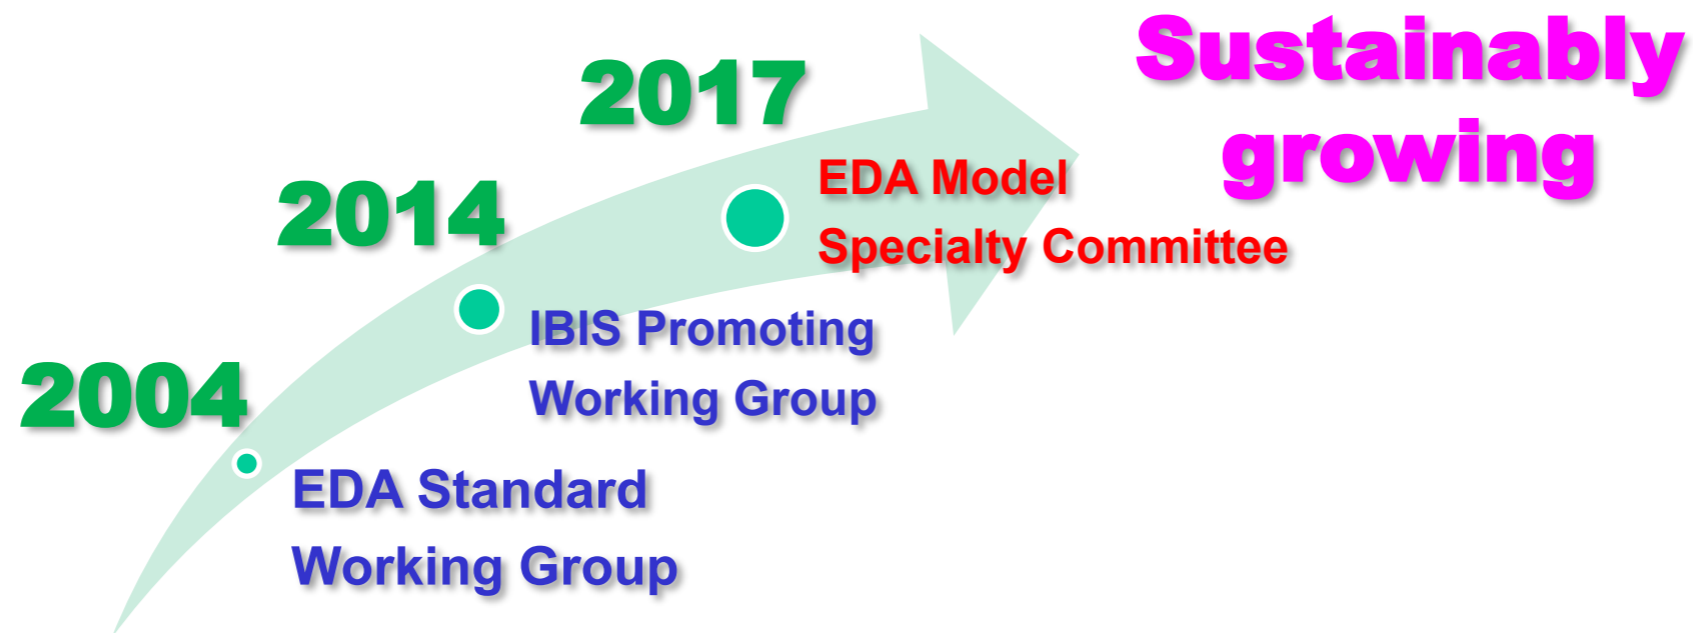 2004
EDA Standard
Working Group
2014
IBIS Promoting
Working Group
2017
EDA Model
Specialty Committee
Sustainably
growing